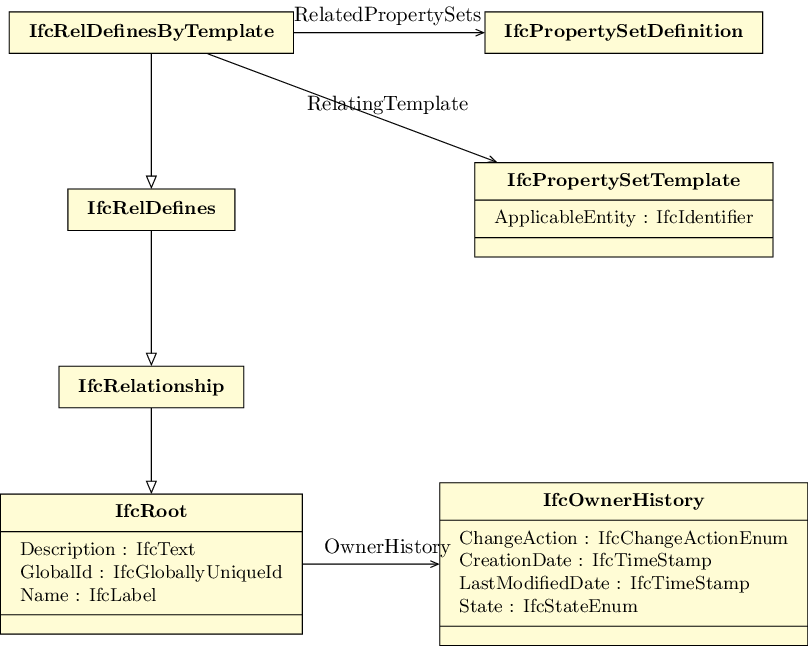 IfcRelDefinesByTemplate
RelatedPropertySets
IfcPropertySetDefinition
RelatingTemplate
IfcPropertySetTemplate
ApplicableEntity : IfcIdentifier
IfcRelDefines
IfcRelationship
IfcRoot
Description : IfcText
GlobalId : IfcGloballyUniqueId
Name : IfcLabel
OwnerHistory
IfcOwnerHistory
ChangeAction : IfcChangeActionEnum
CreationDate : IfcTimeStamp
LastModifiedDate : IfcTimeStamp
State : IfcStateEnum